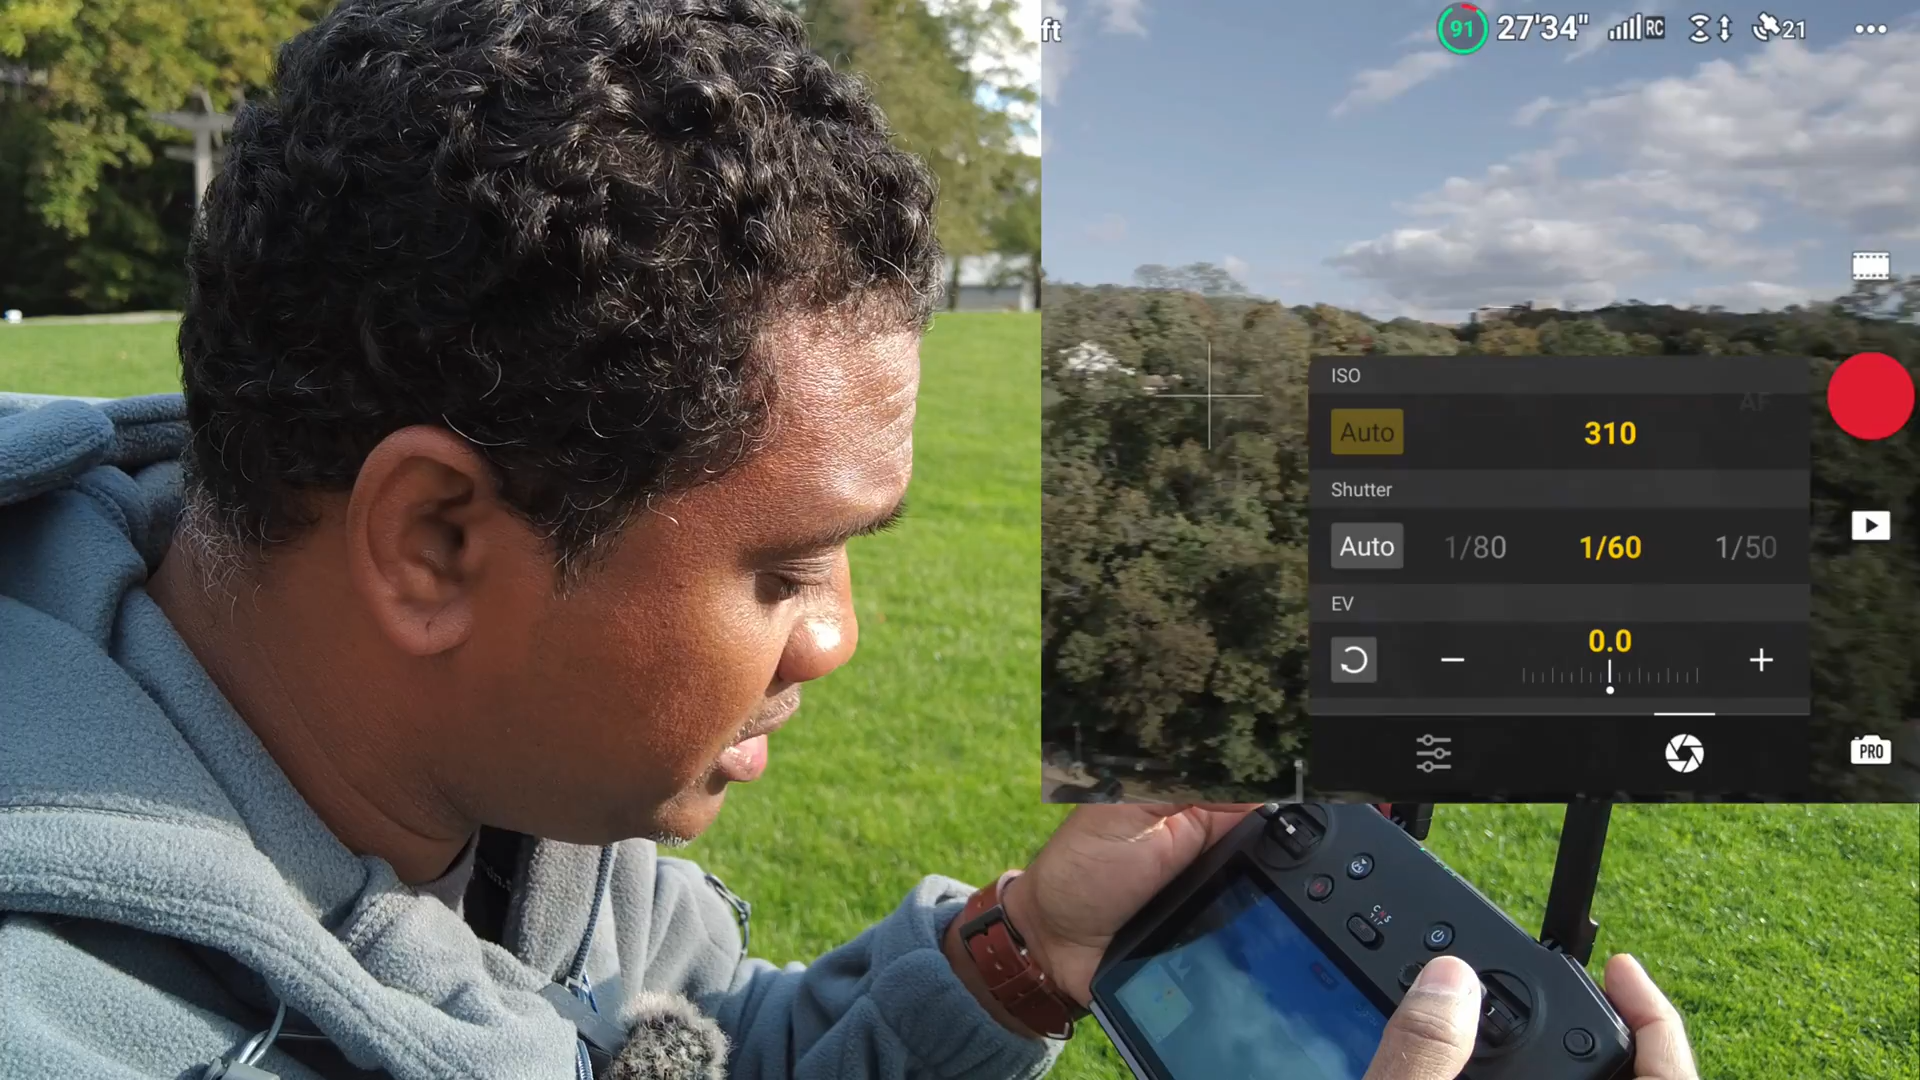 ft 91 27'34" RC 21
ISO
AF
Auto 310
Shutter
Auto 1/80 1/60 1/50
EV
0.0
PRO
C N S